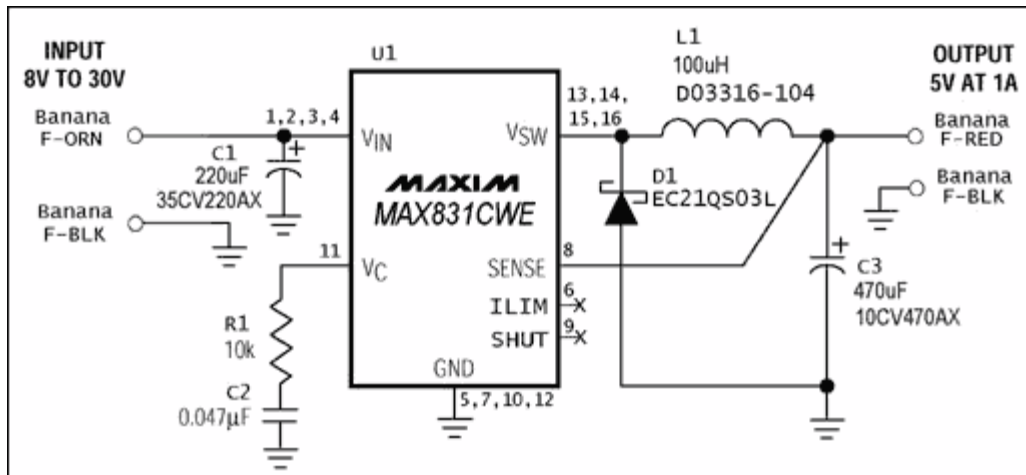 INPUT
8V TO 30V
Banana
F-ORN
Banana
F-BLK
1,2,3,4
C1
220uF
35CV220AX
11
R1
10k
C2
0.047µF
U1
VIN
VSW
MAXIM
MAX831CWE
VC
SENSE
ILIM
SHUT
GND
5,7,10,12
13,14,
15,16
8
6
9
L1
100uH
D03316-104
D1
EC21QS03L
C3
470uF
10CV470AX
OUTPUT
5V AT 1A
Banana
F-RED
Banana
F-BLK